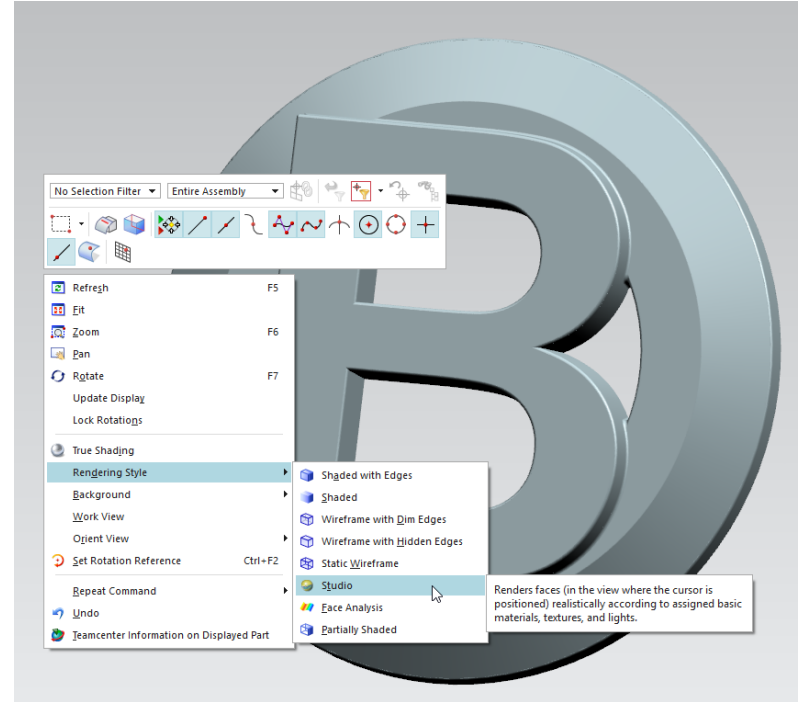 No Selection Filter
Entire Assembly
Refresh F5
Fit
Zoom F6
Pan
Rotate F7
Update Display
Lock Rotations
True Shading
Rendering Style
Background
Work View
Orient View
Set Rotation Reference Ctrl+F2
Repeat Command
Undo
Teamcenter Information on Displayed Part
Shaded with Edges
Shaded
Wireframe with Dim Edges
Wireframe with Hidden Edges
Static Wireframe
Studio
Face Analysis
Partially Shaded
Renders faces (in the view where the cursor is
positioned) realistically according to assigned basic
materials, textures, and lights.
B